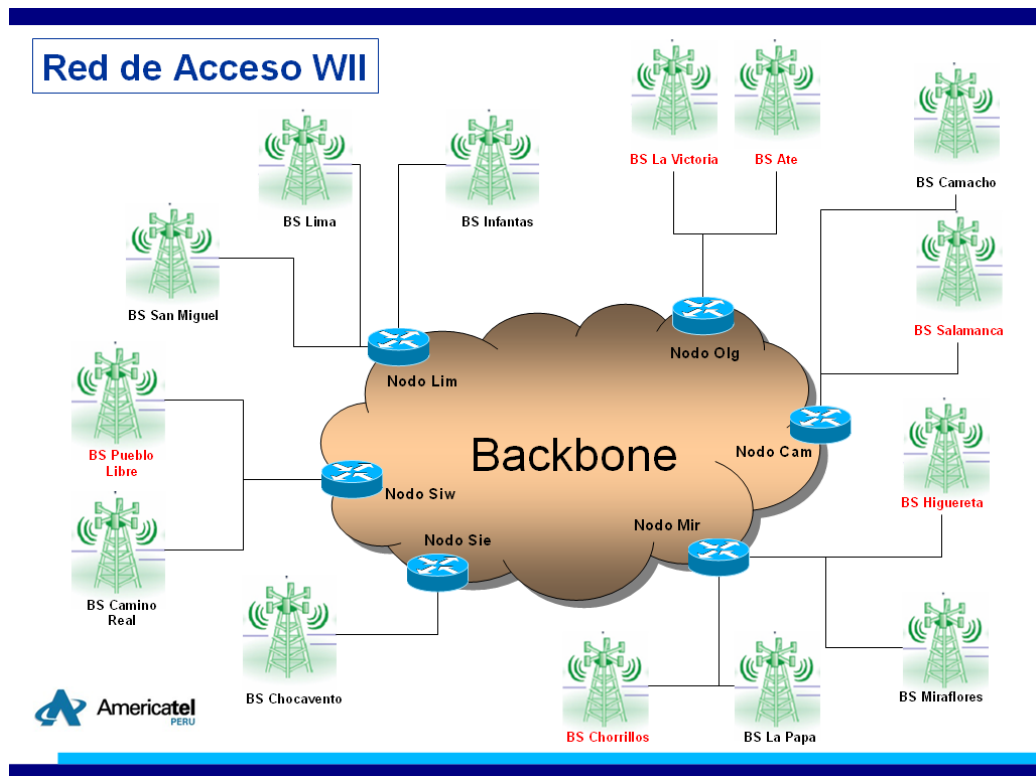 Red de Acceso WII
BS La Victoria
BS Ate
BS Camacho
BS Lima
BS Infantas
BS San Miguel
BS Salamanca
Nodo Olg
Nodo Lim
BS Pueblo
Libre
Backbone
Nodo Cam
Nodo Siw
BS Higuereta
Nodo Mir
Nodo Sie
BS Camino
Real
BS Chocavento
BS Miraflores
BS Chorrillos
BS La Papa
Americatel
PERU